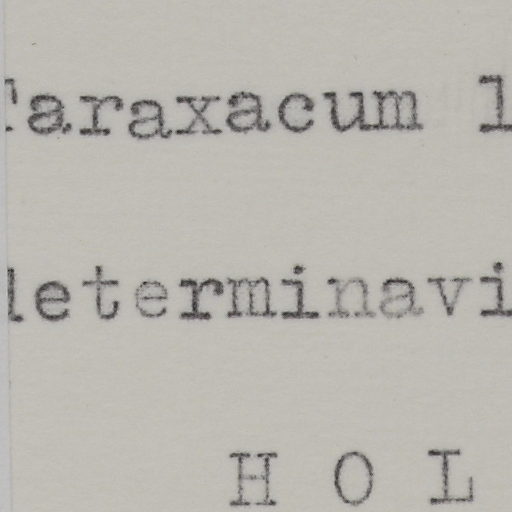 Taraxacum l
determinavi
H O L